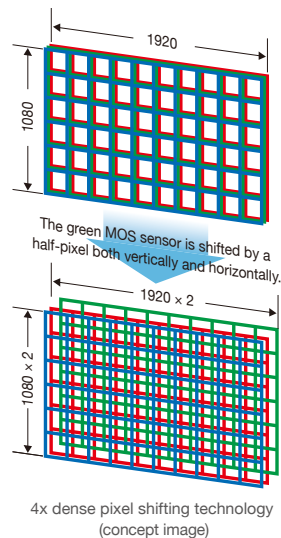 1920
1080
The green MOS sensor is shifted by a
half-pixel both vertically and horizontally.
1920 × 2
1080 × 2
4x dense pixel shifting technology
(concept image)